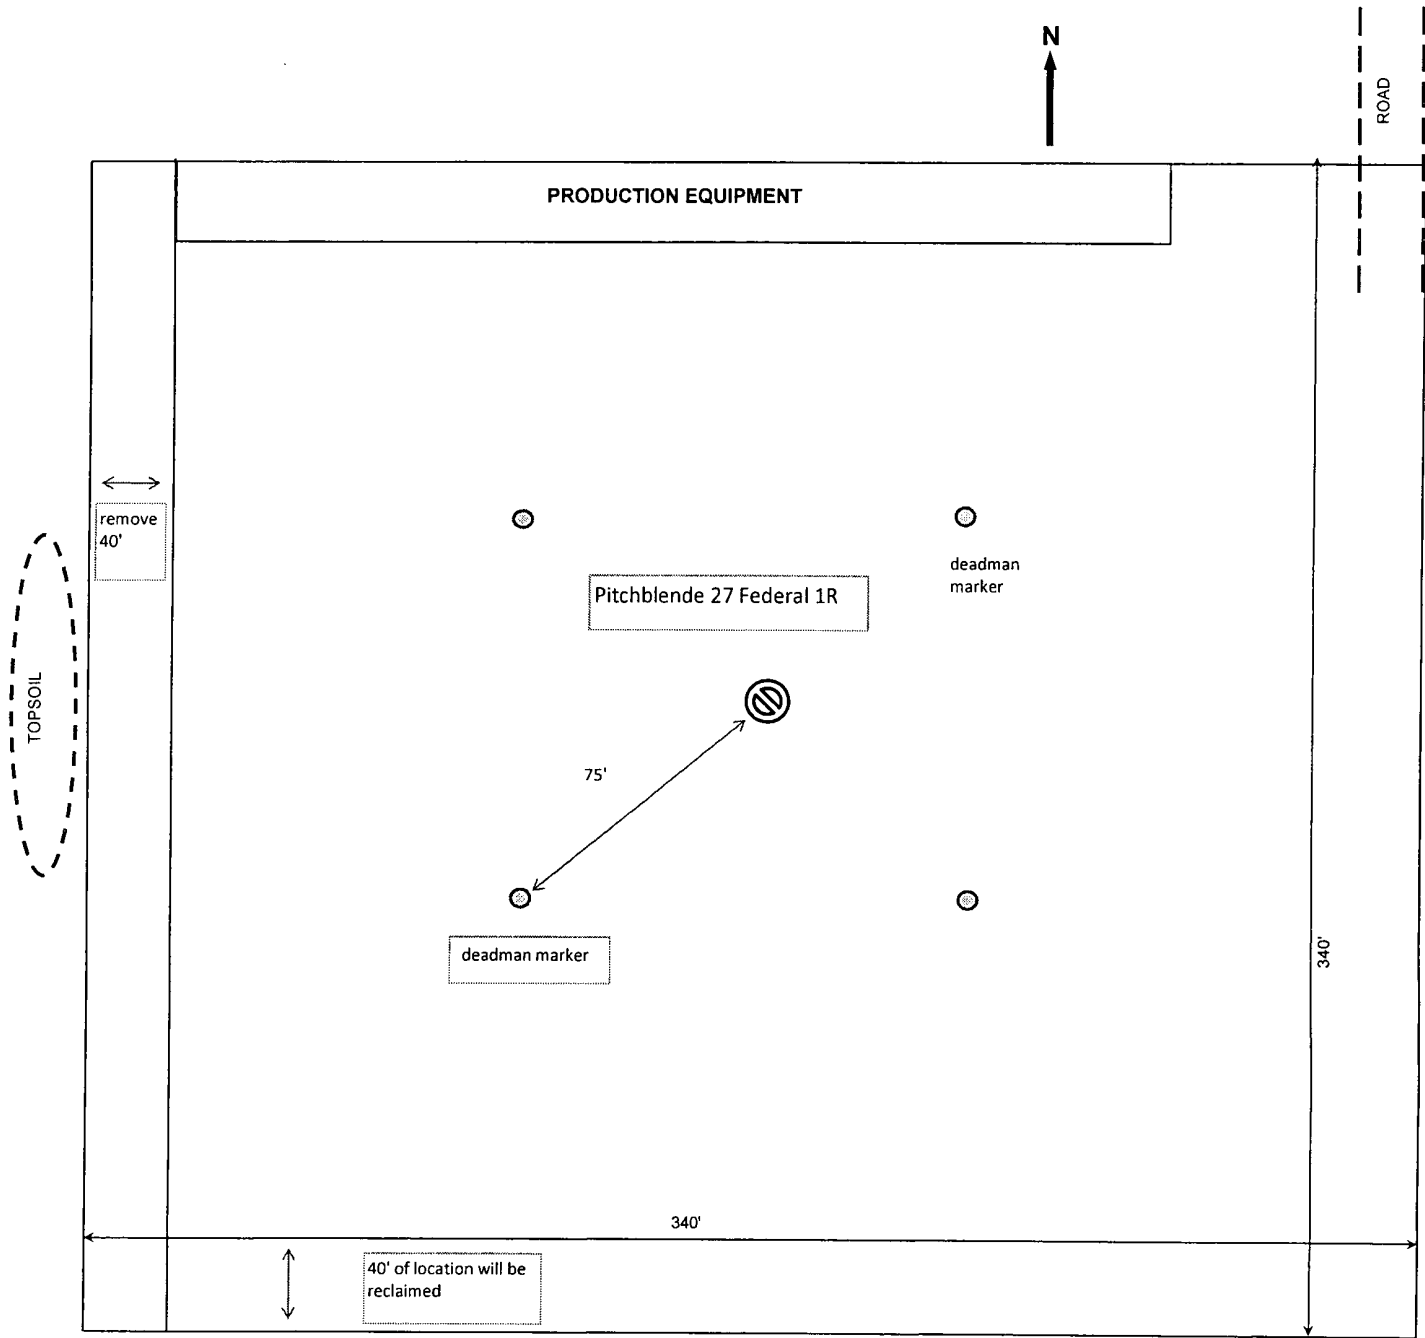 N
ROAD
PRODUCTION EQUIPMENT
remove
40'
deadman
marker
Pitchblende 27 Federal 1R
TOPSOIL
75'
deadman marker
340'
340'
40' of location will be
reclaimed